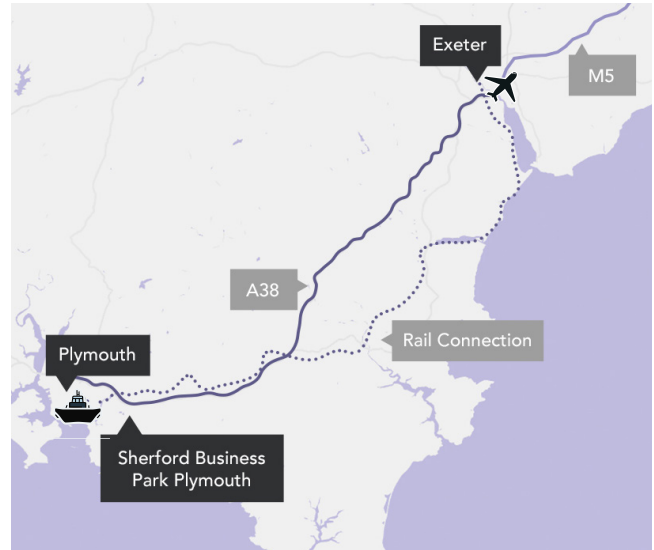 Exeter
M5
A38
Rail Connection
Plymouth
Sherford Business
Park Plymouth